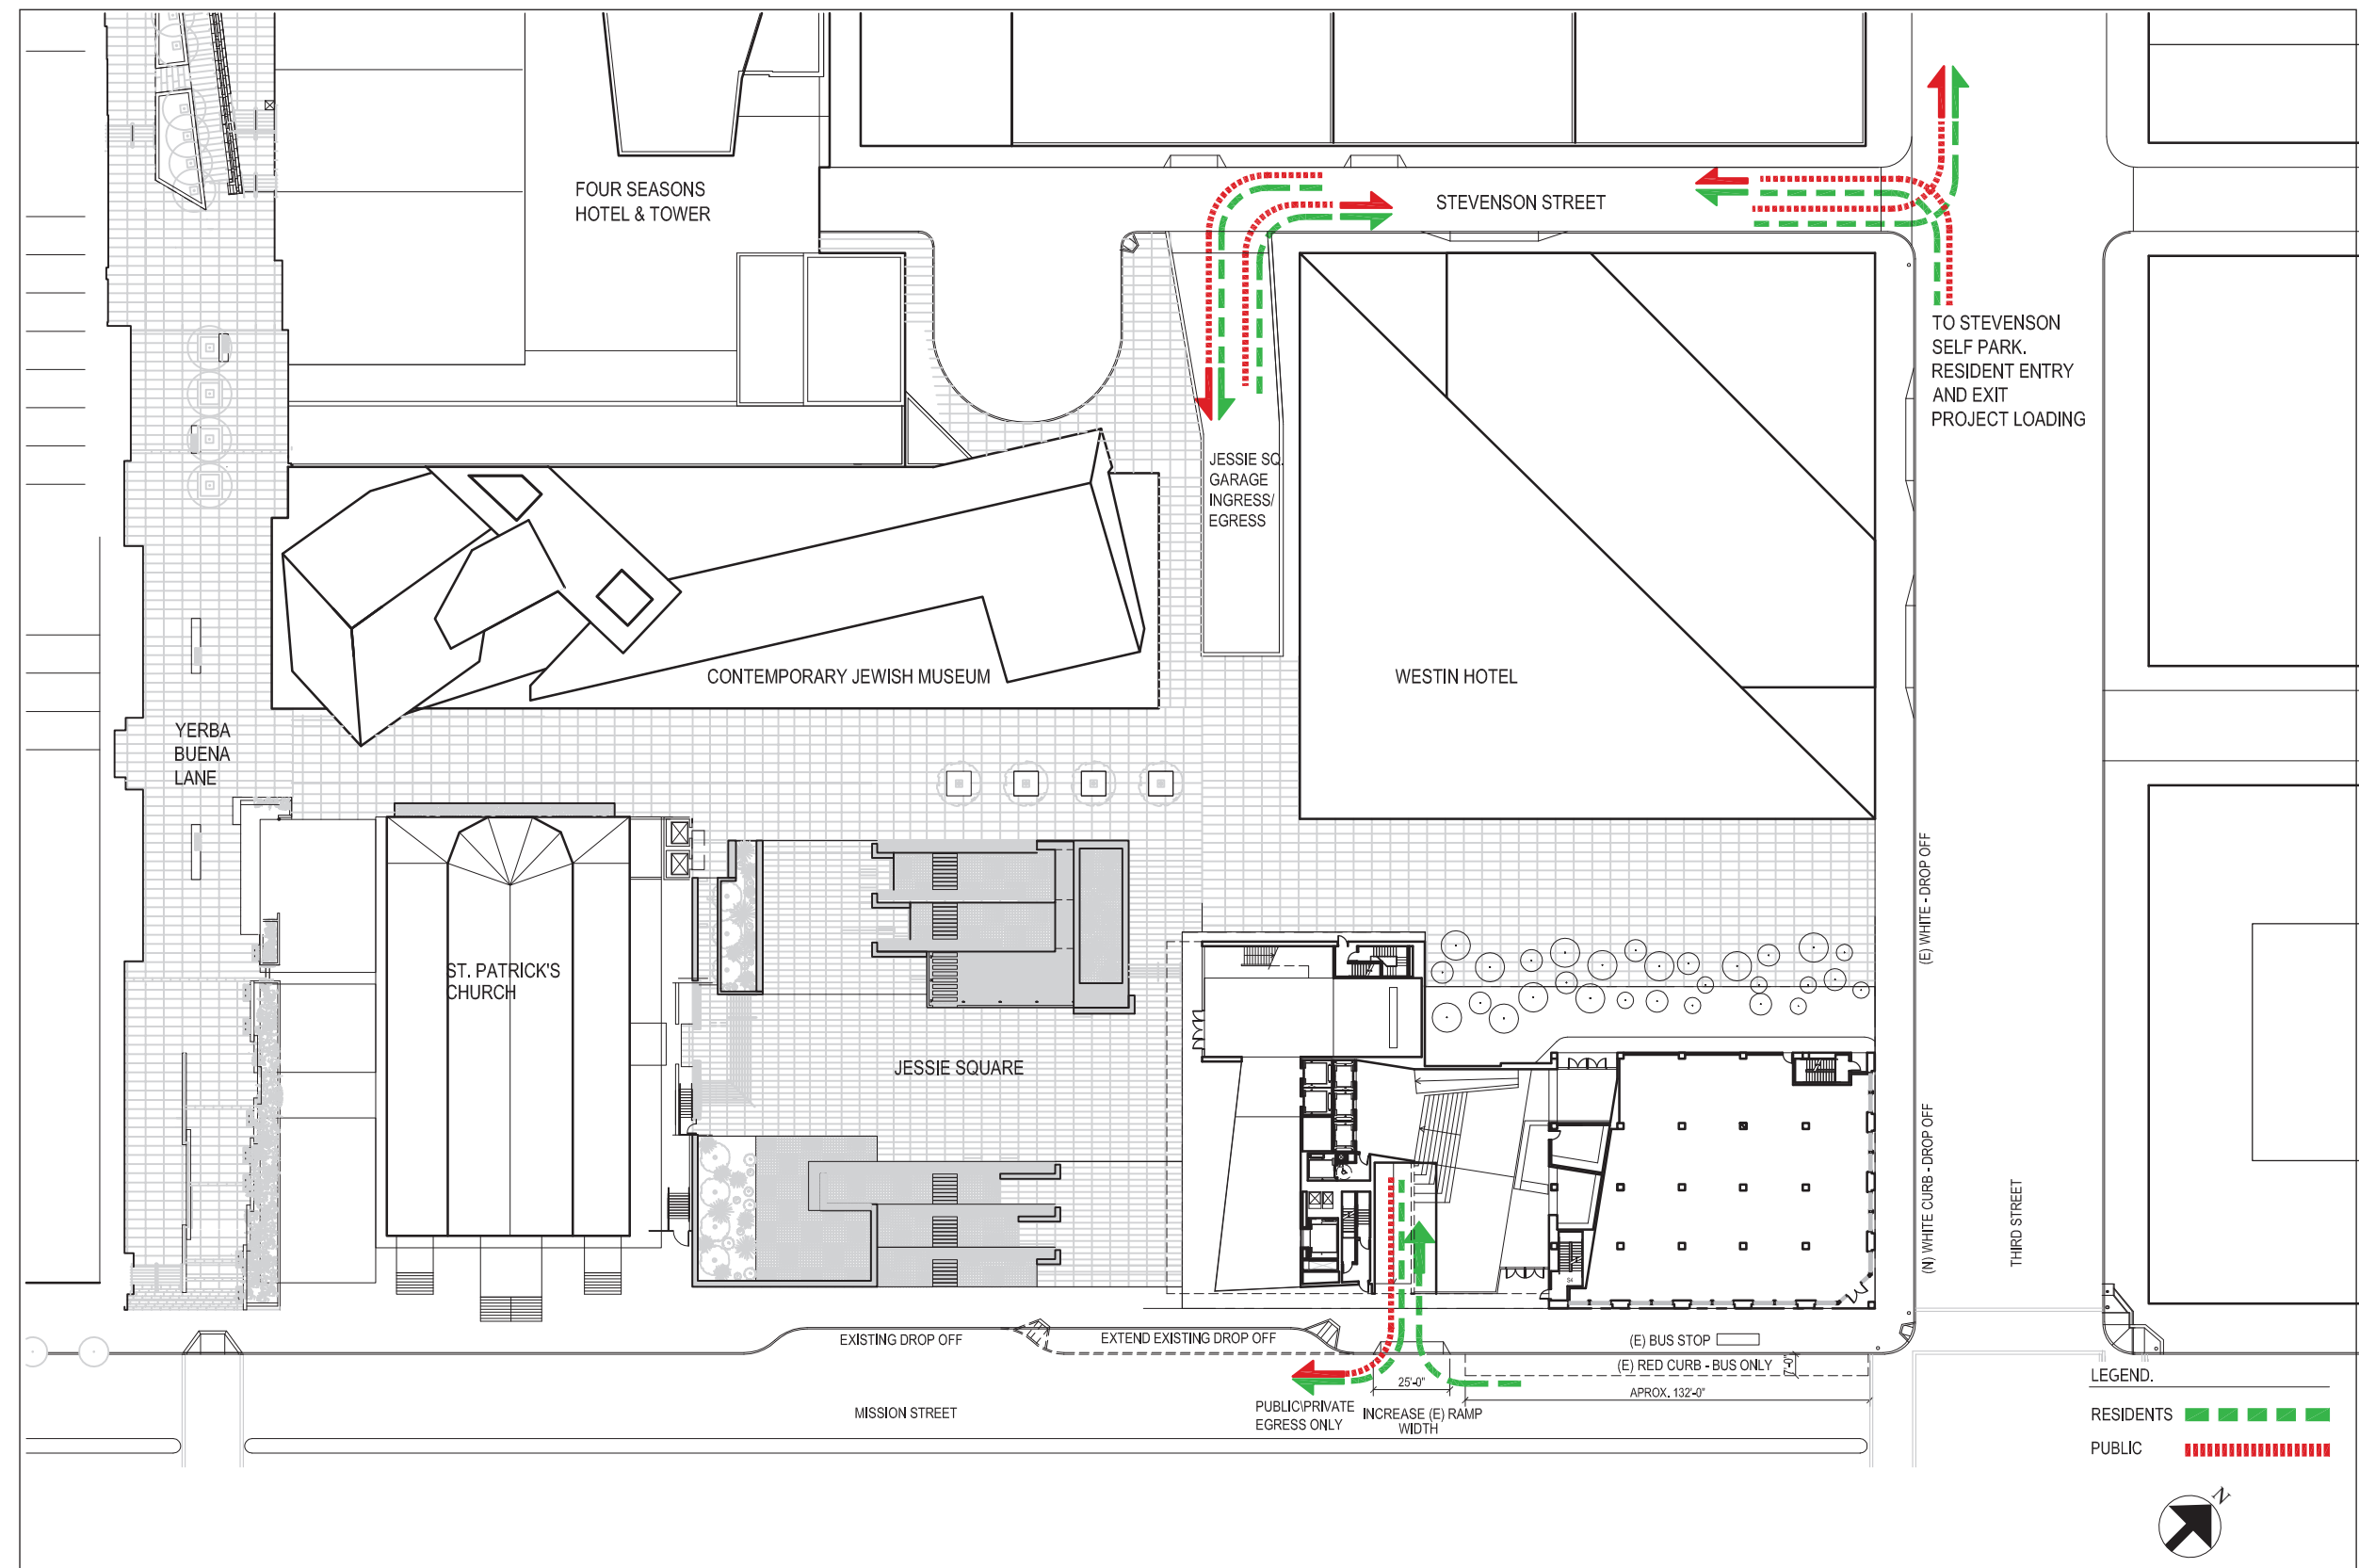 FOUR SEASONS
HOTEL & TOWER
STEVENSON STREET
TO STEVENSON
SELF PARK.
RESIDENT ENTRY
AND EXIT
PROJECT LOADING
JESSIE SQ.
GARAGE
INGRESS/
EGRESS
CONTEMPORARY JEWISH MUSEUM
WESTIN HOTEL
YERBA
BUENA
LANE
(E) WHITE - DROP OFF
ST. PATRICK'S
CHURCH
JESSIE SQUARE
(N) WHITE CURB - DROP OFF
THIRD STREET
EXISTING DROP OFF
EXTEND EXISTING DROP OFF
(E) BUS STOP
(E) RED CURB - BUS ONLY
7'-0"
25'-0"
APROX. 132'-0"
MISSION STREET
PUBLIC\PRIVATE
EGRESS ONLY
INCREASE (E) RAMP
WIDTH
LEGEND.
RESIDENTS
PUBLIC
N